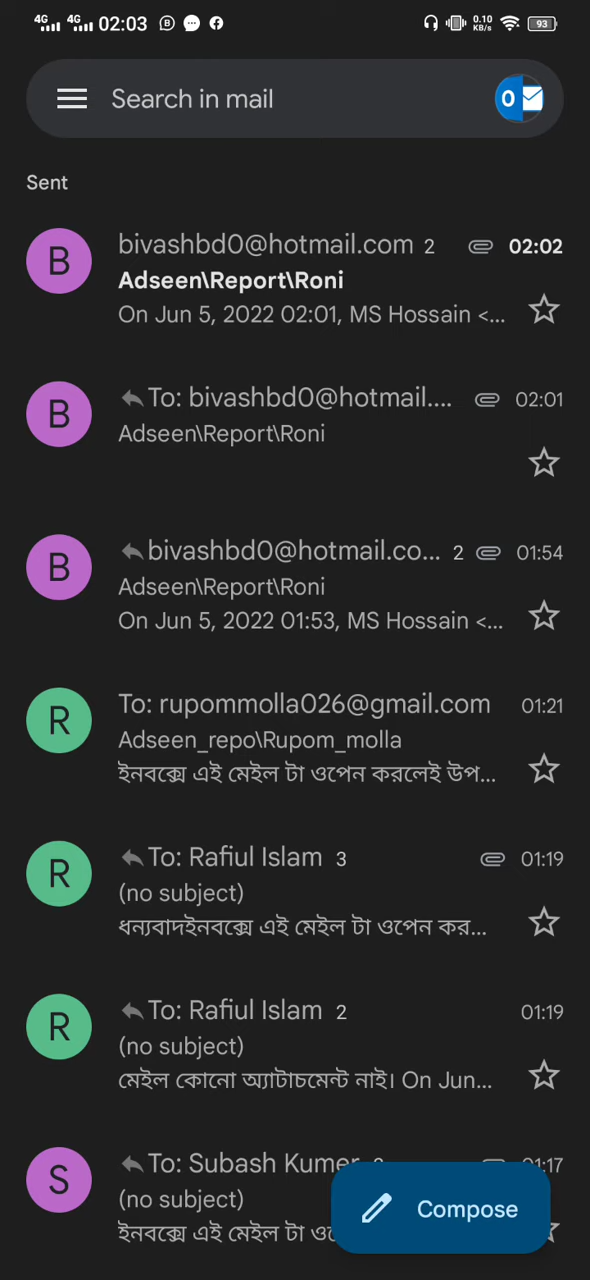 4G 4G 02:03 B 0.10 KB/s 93
Search in mail
Sent
B bivashbd0@hotmail.com 2 02:02
Adseen\Report\Roni
On Jun 5, 2022 02:01, MS Hossain <...
B To: bivashbd0@hotmail.... 02:01
Adseen\Report\Roni
B bivashbd0@hotmail.co... 2 01:54
Adseen\Report\Roni
On Jun 5, 2022 01:53, MS Hossain <...
R To: rupommolla026@gmail.com 01:21
Adseen_repo\Rupom_molla
ইনবক্সে এই মেইল টা ওপেন করলেই উপ...
R To: Rafiul Islam 3 01:19
(no subject)
ধন্যবাদইনবক্সে এই মেইল টা ওপেন কর...
R To: Rafiul Islam 2 01:19
(no subject)
মেইল কোনো অ্যাটাচমেন্ট নাই। On Jun...
S To: Subash Kumer 01:17
(no subject)
ইনবক্সে এই মেইল টা
Compose